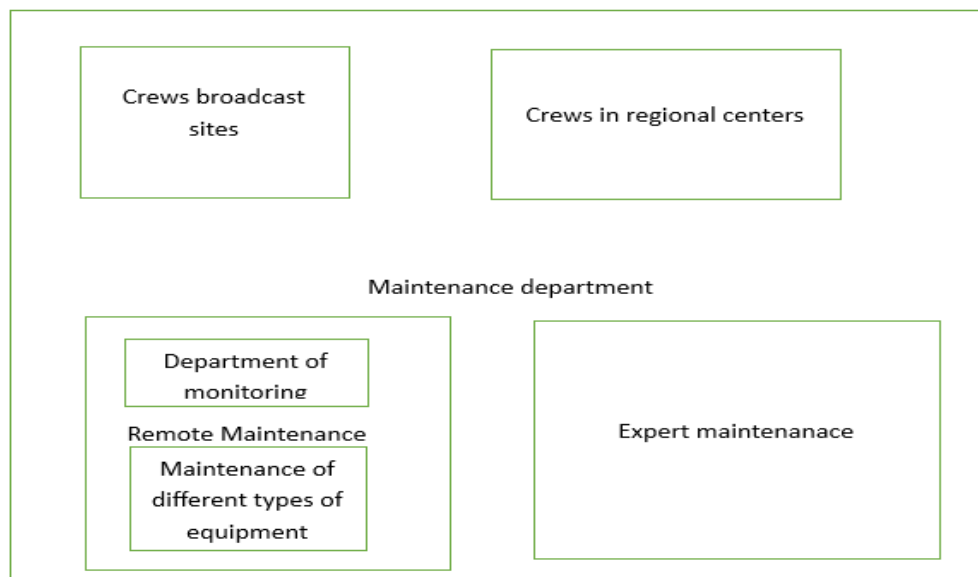 Crews broadcast
sites
Crews in regional centers
Maintenance department
Department of
monitoring
Remote Maintenance
Maintenance of
different types of
equipment
Expert maintenanace